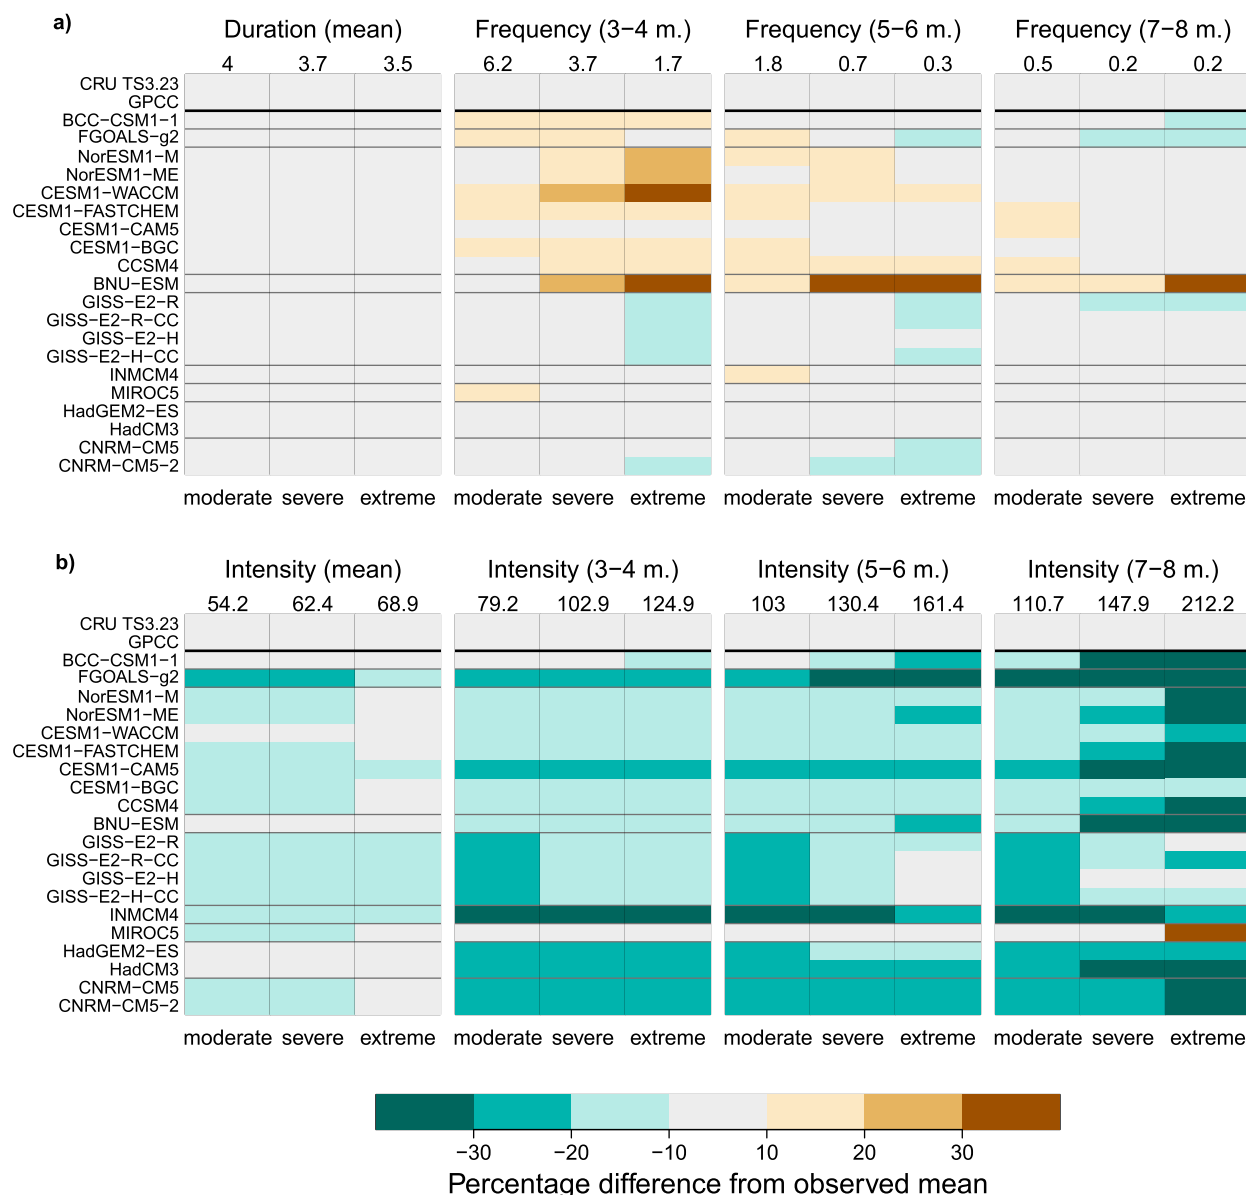 a)
Duration (mean) Frequency (3−4 m.) Frequency (5−6 m.) Frequency (7−8 m.)
4 3.7 3.5 6.2 3.7 1.7 1.8 0.7 0.3 0.5 0.2 0.2
CRU TS3.23
GPCC
BCC−CSM1−1
FGOALS−g2
NorESM1−M
NorESM1−ME
CESM1−WACCM
CESM1−FASTCHEM
CESM1−CAM5
CESM1−BGC
CCSM4
BNU−ESM
GISS−E2−R
GISS−E2−R−CC
GISS−E2−H
GISS−E2−H−CC
INMCM4
MIROC5
HadGEM2−ES
HadCM3
CNRM−CM5
CNRM−CM5−2
moderate severe extreme moderate severe extreme moderate severe extreme moderate severe extreme
b)
Intensity (mean) Intensity (3−4 m.) Intensity (5−6 m.) Intensity (7−8 m.)
54.2 62.4 68.9 79.2 102.9 124.9 103 130.4 161.4 110.7 147.9 212.2
CRU TS3.23
GPCC
BCC−CSM1−1
FGOALS−g2
NorESM1−M
NorESM1−ME
CESM1−WACCM
CESM1−FASTCHEM
CESM1−CAM5
CESM1−BGC
CCSM4
BNU−ESM
GISS−E2−R
GISS−E2−R−CC
GISS−E2−H
GISS−E2−H−CC
INMCM4
MIROC5
HadGEM2−ES
HadCM3
CNRM−CM5
CNRM−CM5−2
moderate severe extreme moderate severe extreme moderate severe extreme moderate severe extreme
−30 −20 −10 10 20 30
Percentage difference from observed mean